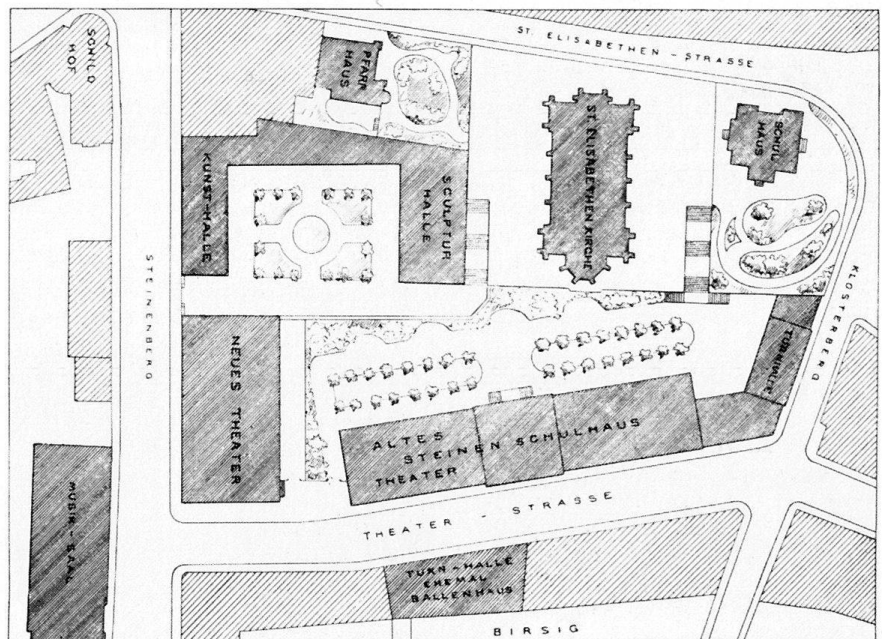 SCHILD
HOF
PFARR
HAUS
ST. ELISABETHEN - STRASSE
KUNST-HALLE
SCULPTUR
HALLE
ST. ELISABETHEN KIRCHE
SCHUL
HAUS
STEINENBERG
KLOSTERBERG
NEUES THEATER
TURNHALLE
ALTES
STEINEN SCHULHAUS
THEATER
THEATER - STRASSE
MUSIK-SAAL
TURN-HALLE
EHEMAL
BALLENHAUS
BIRSIG